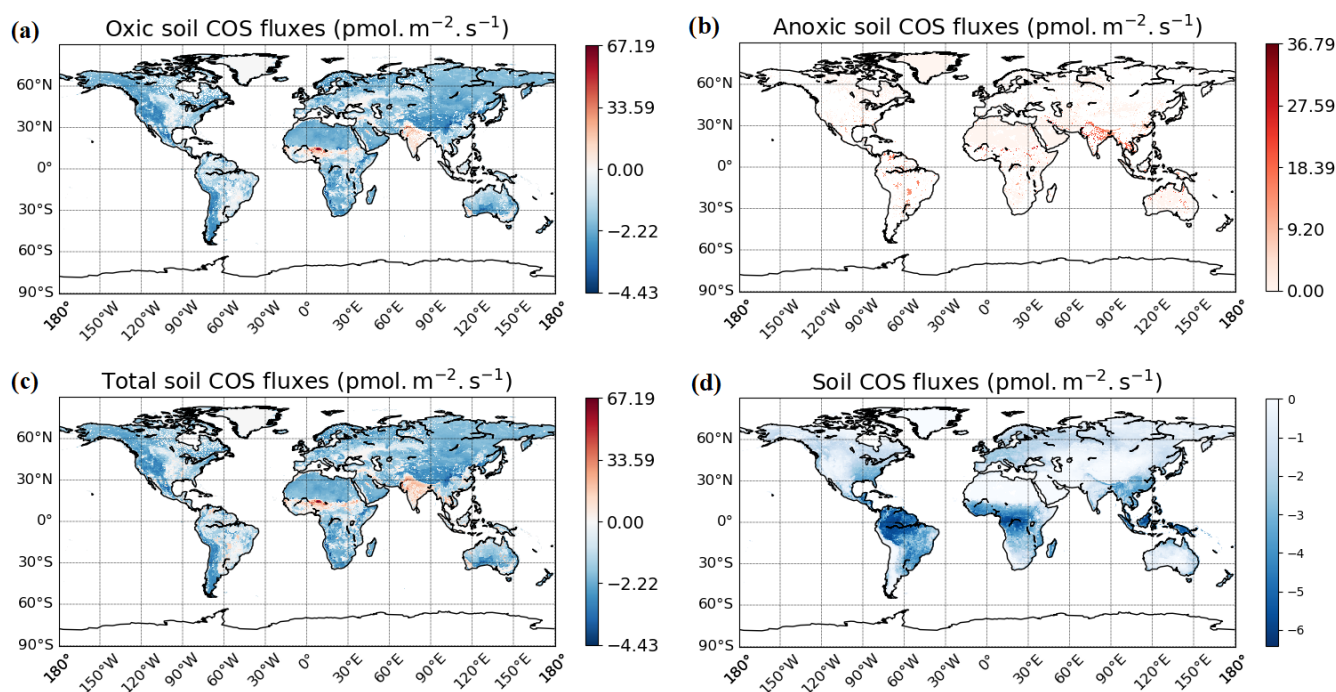 (a)
Oxic soil COS fluxes (pmol. m⁻². s⁻¹)
60°N
30°N
0°
30°S
60°S
90°S
180°
150°W
120°W
90°W
60°W
30°W
0°
30°E
60°E
90°E
120°E
150°E
180°
67.19
33.59
0.00
−2.22
−4.43
(b)
Anoxic soil COS fluxes (pmol. m⁻². s⁻¹)
60°N
30°N
0°
30°S
60°S
90°S
180°
150°W
120°W
90°W
60°W
30°W
0°
30°E
60°E
90°E
120°E
150°E
180°
36.79
27.59
18.39
9.20
0.00
(c)
Total soil COS fluxes (pmol. m⁻². s⁻¹)
60°N
30°N
0°
30°S
60°S
90°S
180°
150°W
120°W
90°W
60°W
30°W
0°
30°E
60°E
90°E
120°E
150°E
180°
67.19
33.59
0.00
−2.22
−4.43
(d)
Soil COS fluxes (pmol. m⁻². s⁻¹)
60°N
30°N
0°
30°S
60°S
90°S
180°
150°W
120°W
90°W
60°W
30°W
0°
30°E
60°E
90°E
120°E
150°E
180°
0
−1
−2
−3
−4
−5
−6